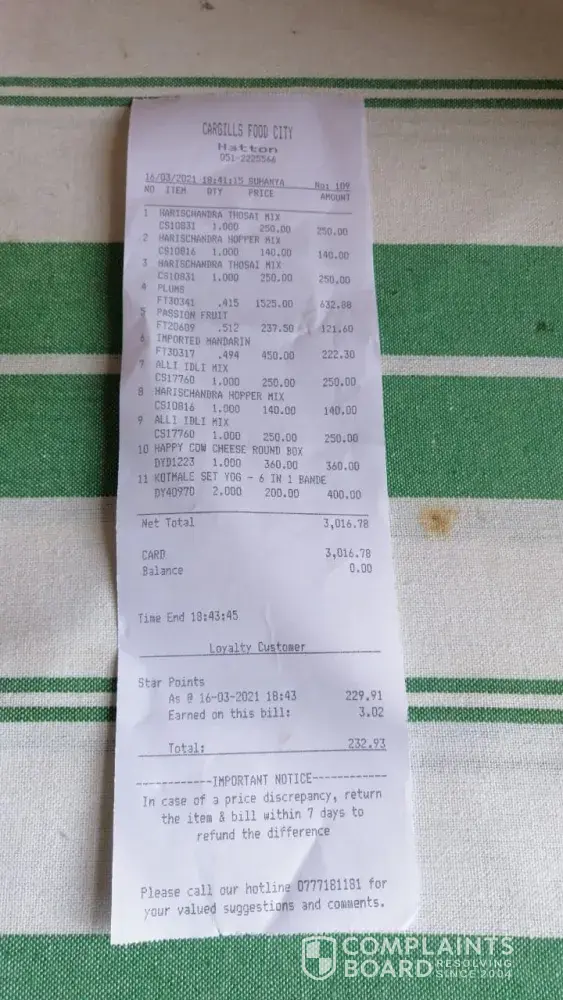 CARGILLS FOOD CITY
Hatton
051-2225566
16/03/2021 18:41:15 SUHANYA No: 109
NO ITEM QTY PRICE AMOUNT
1 HARISCHANDRA THOSAI MIX
CS10831 1.000 250.00 250.00
2 HARISCHANDRA HOPPER MIX
CS10816 1.000 140.00 140.00
3 HARISCHANDRA THOSAI MIX
CS10831 1.000 250.00 250.00
4 PLUMS
FT30341 .415 1525.00 632.88
5 PASSION FRUIT
FT20609 .512 237.50 121.60
6 IMPORTED MANDARIN
FT30317 .494 450.00 222.30
7 ALLI IDLI MIX
CS17760 1.000 250.00 250.00
8 HARISCHANDRA HOPPER MIX
CS10816 1.000 140.00 140.00
9 ALLI IDLI MIX
CS17760 1.000 250.00 250.00
10 HAPPY COW CHEESE ROUND BOX
DYD1223 1.000 360.00 360.00
11 KOTMALE SET YOG - 6 IN 1 BANDE
DY40970 2.000 200.00 400.00
Net Total 3,016.78
CARD 3,016.78
Balance 0.00
Time End 18:43:45
Loyalty Customer
Star Points
As @ 16-03-2021 18:43 229.91
Earned on this bill: 3.02
Total: 232.93
------------IMPORTANT NOTICE------------
In case of a price discrepancy, return
the item & bill within 7 days to
refund the difference
Please call our hotline 0777181181 for
your valued suggestions and comments.
COMPLAINTS
BOARD RESOLVING
SINCE 2004